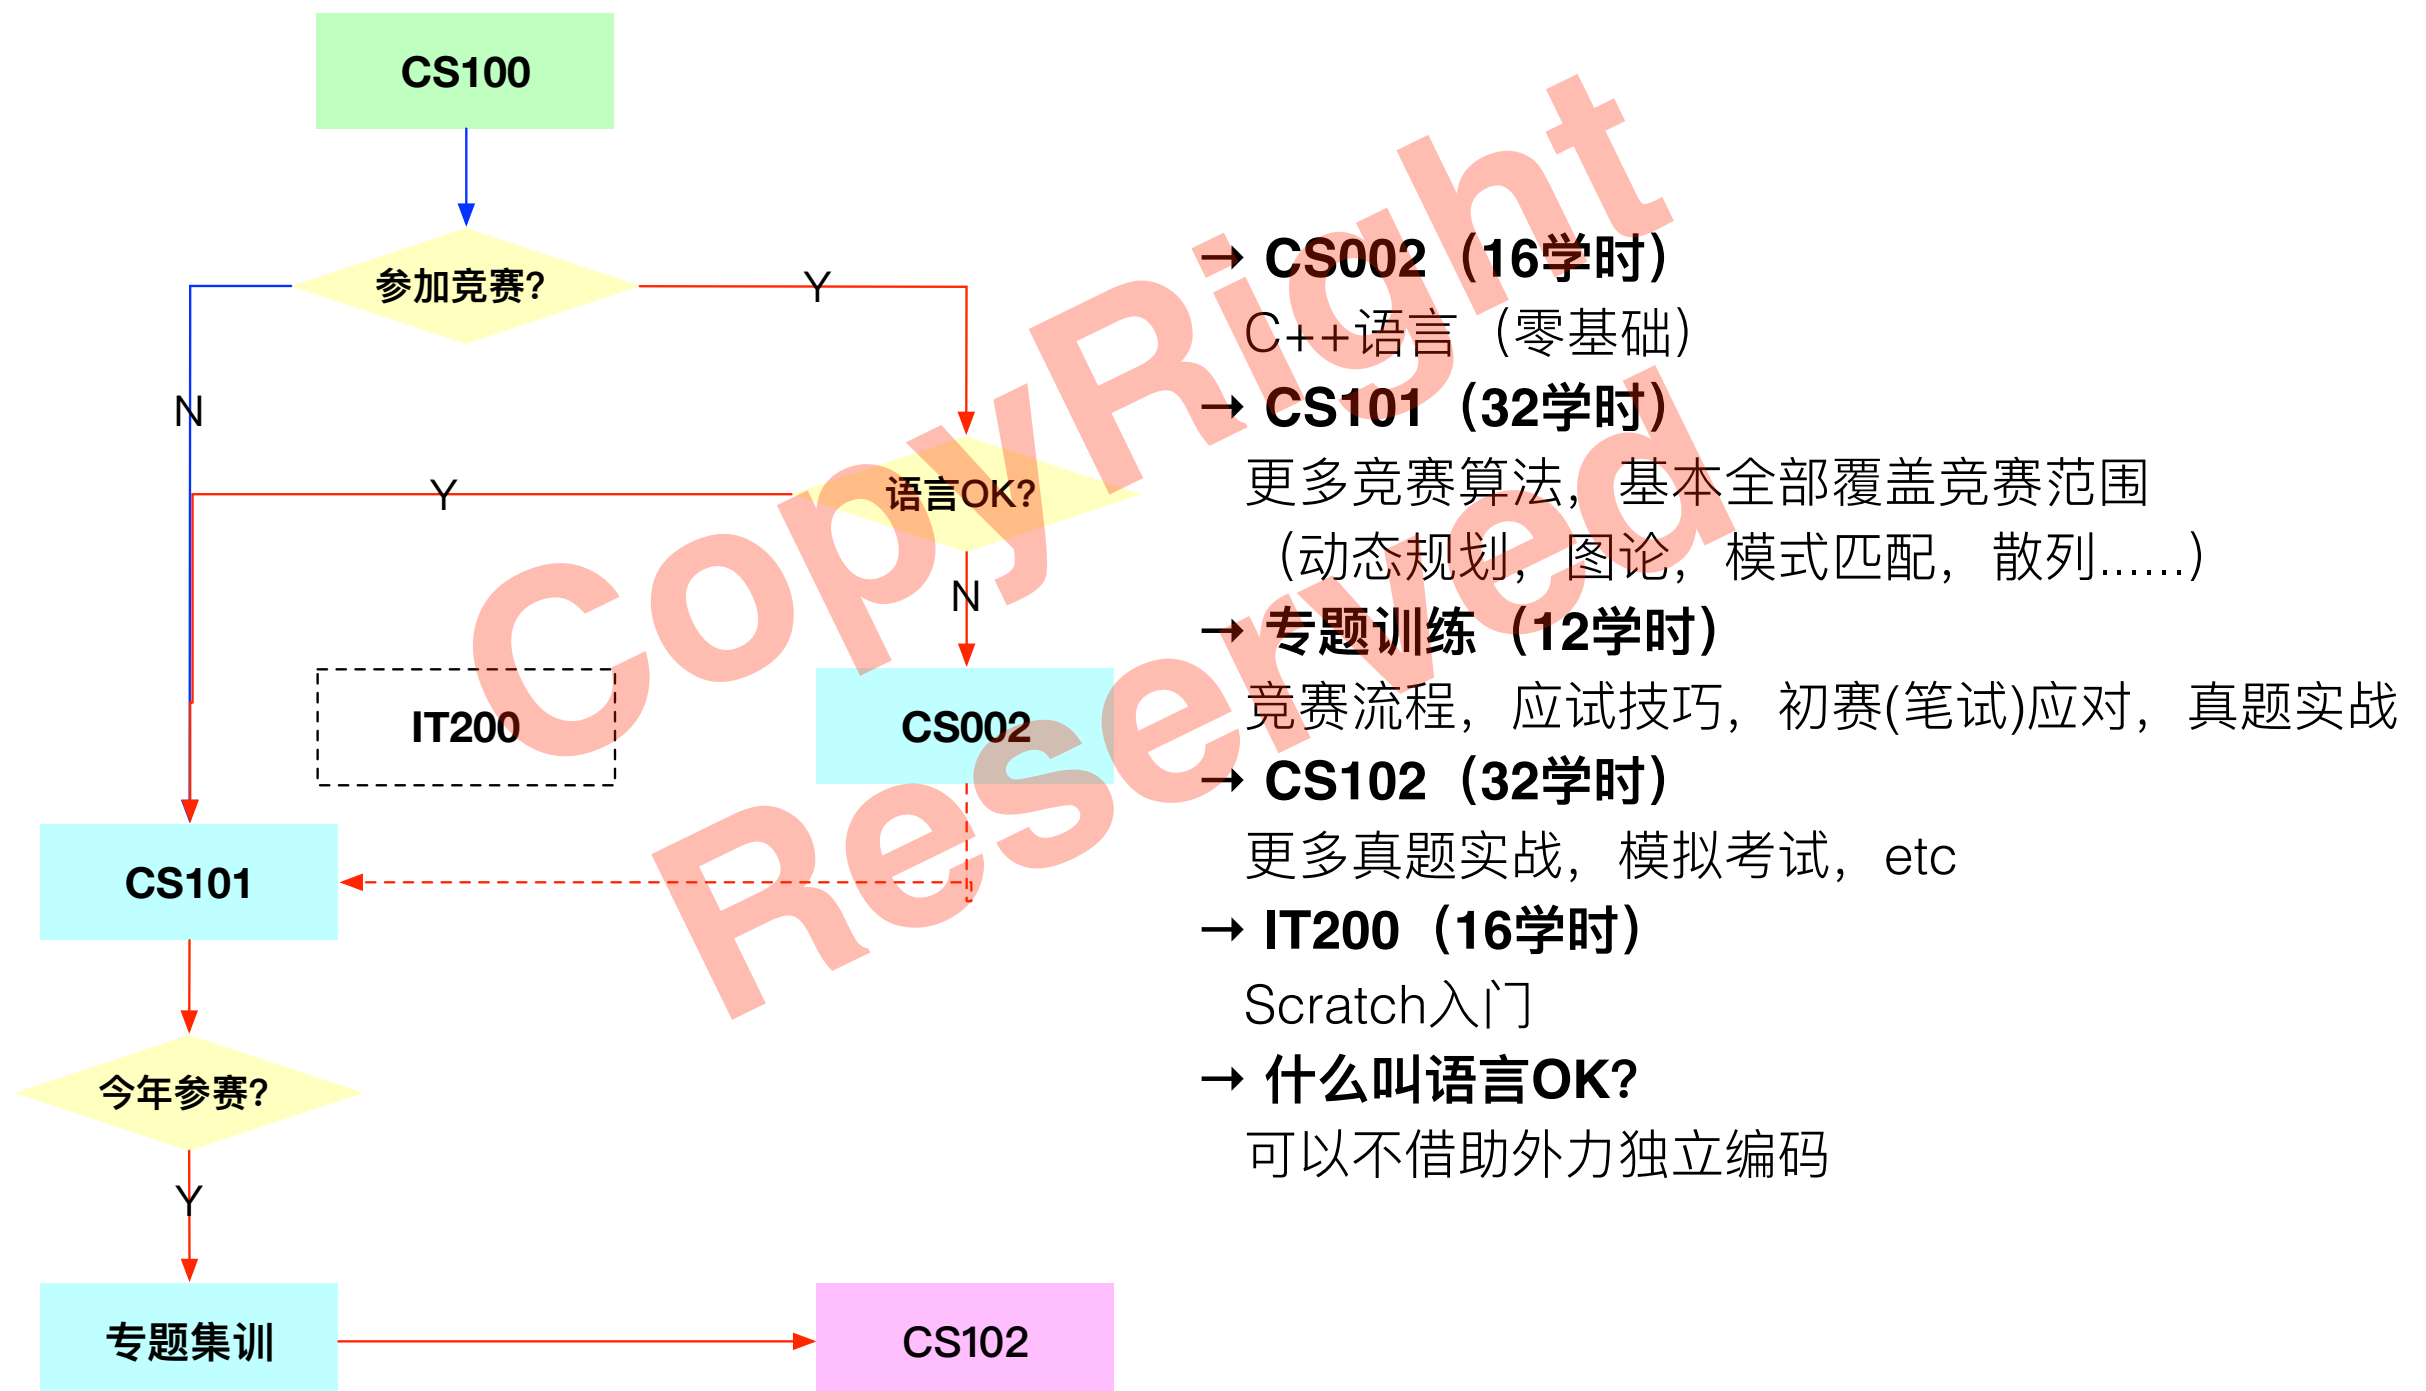 CS100
参加竞赛?
Y
N
语言OK?
Y
N
IT200
CS002
CS101
今年参赛?
Y
专题集训
CS102
→ CS002（16学时）
C++语言（零基础）
→ CS101（32学时）
更多竞赛算法，基本全部覆盖竞赛范围
（动态规划，图论，模式匹配，散列......）
→ 专题训练（12学时）
竞赛流程，应试技巧，初赛(笔试)应对，真题实战
→ CS102（32学时）
更多真题实战，模拟考试，etc
→ IT200（16学时）
Scratch入门
→ 什么叫语言OK?
可以不借助外力独立编码
CopyRight
Reserved